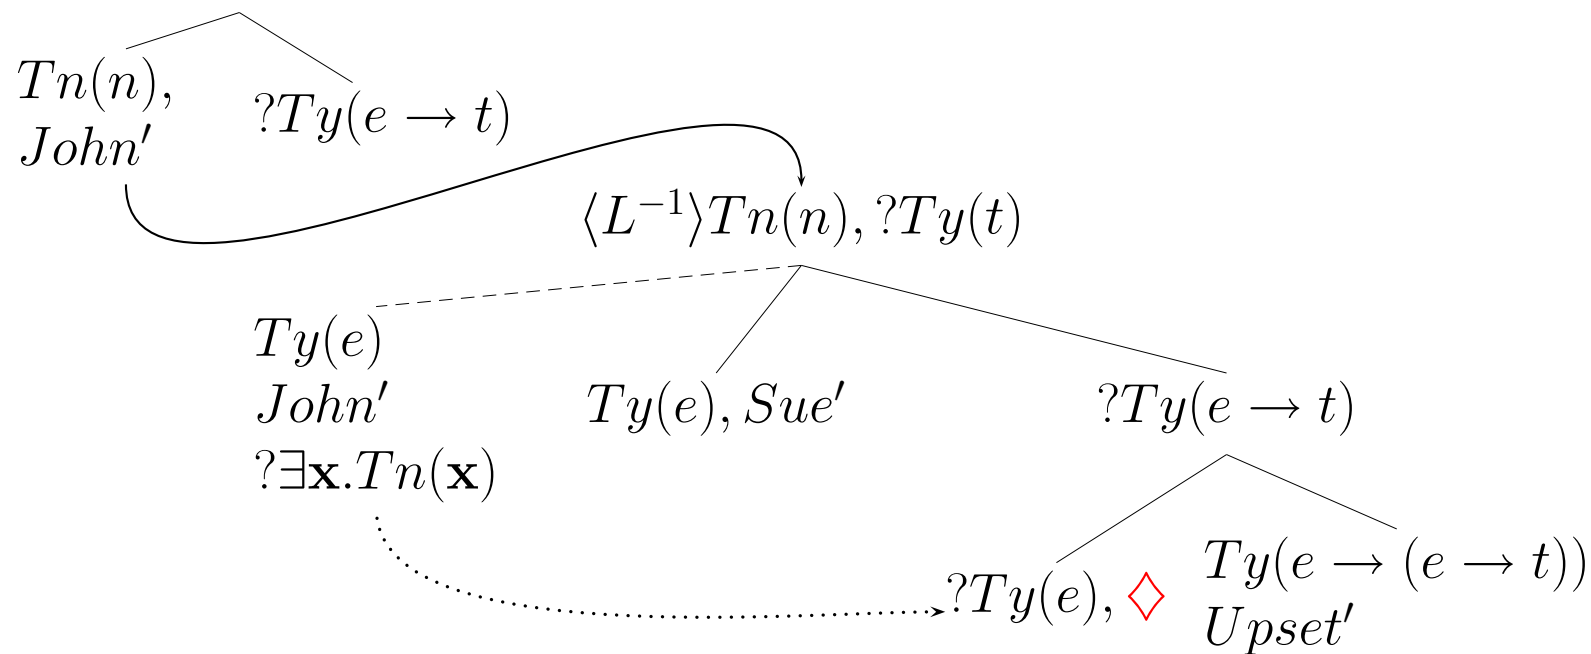 Tn(n),
John′
?Ty(e → t)
⟨L⁻¹⟩Tn(n), ?Ty(t)
Ty(e)
John′
?∃x.Tn(x)
Ty(e), Sue′
?Ty(e → t)
?Ty(e), ♢
Ty(e → (e → t))
Upset′